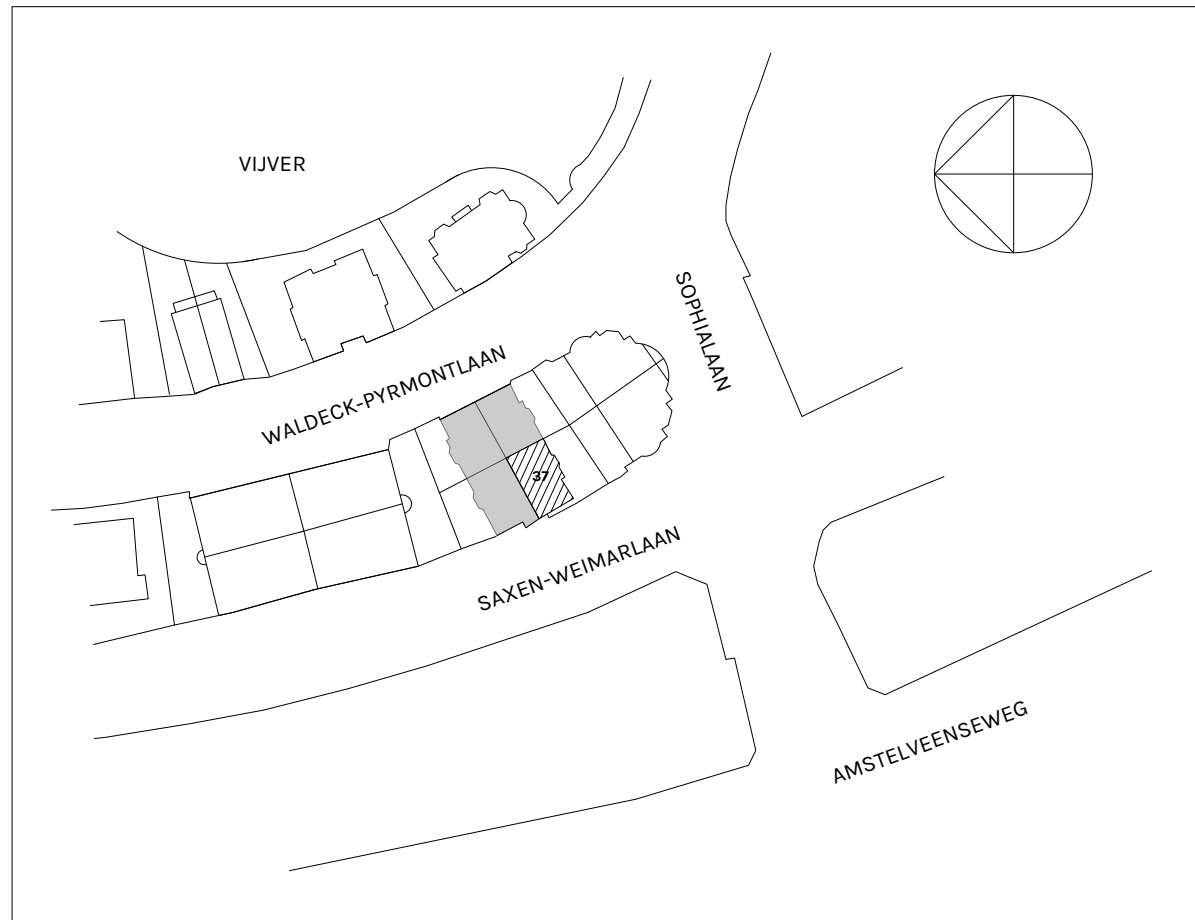 VIJVER
SOPHIALAAN
WALDECK-PYRMONTLAAN
37
SAXEN-WEIMARLAAN
AMSTELVEENSEWEG